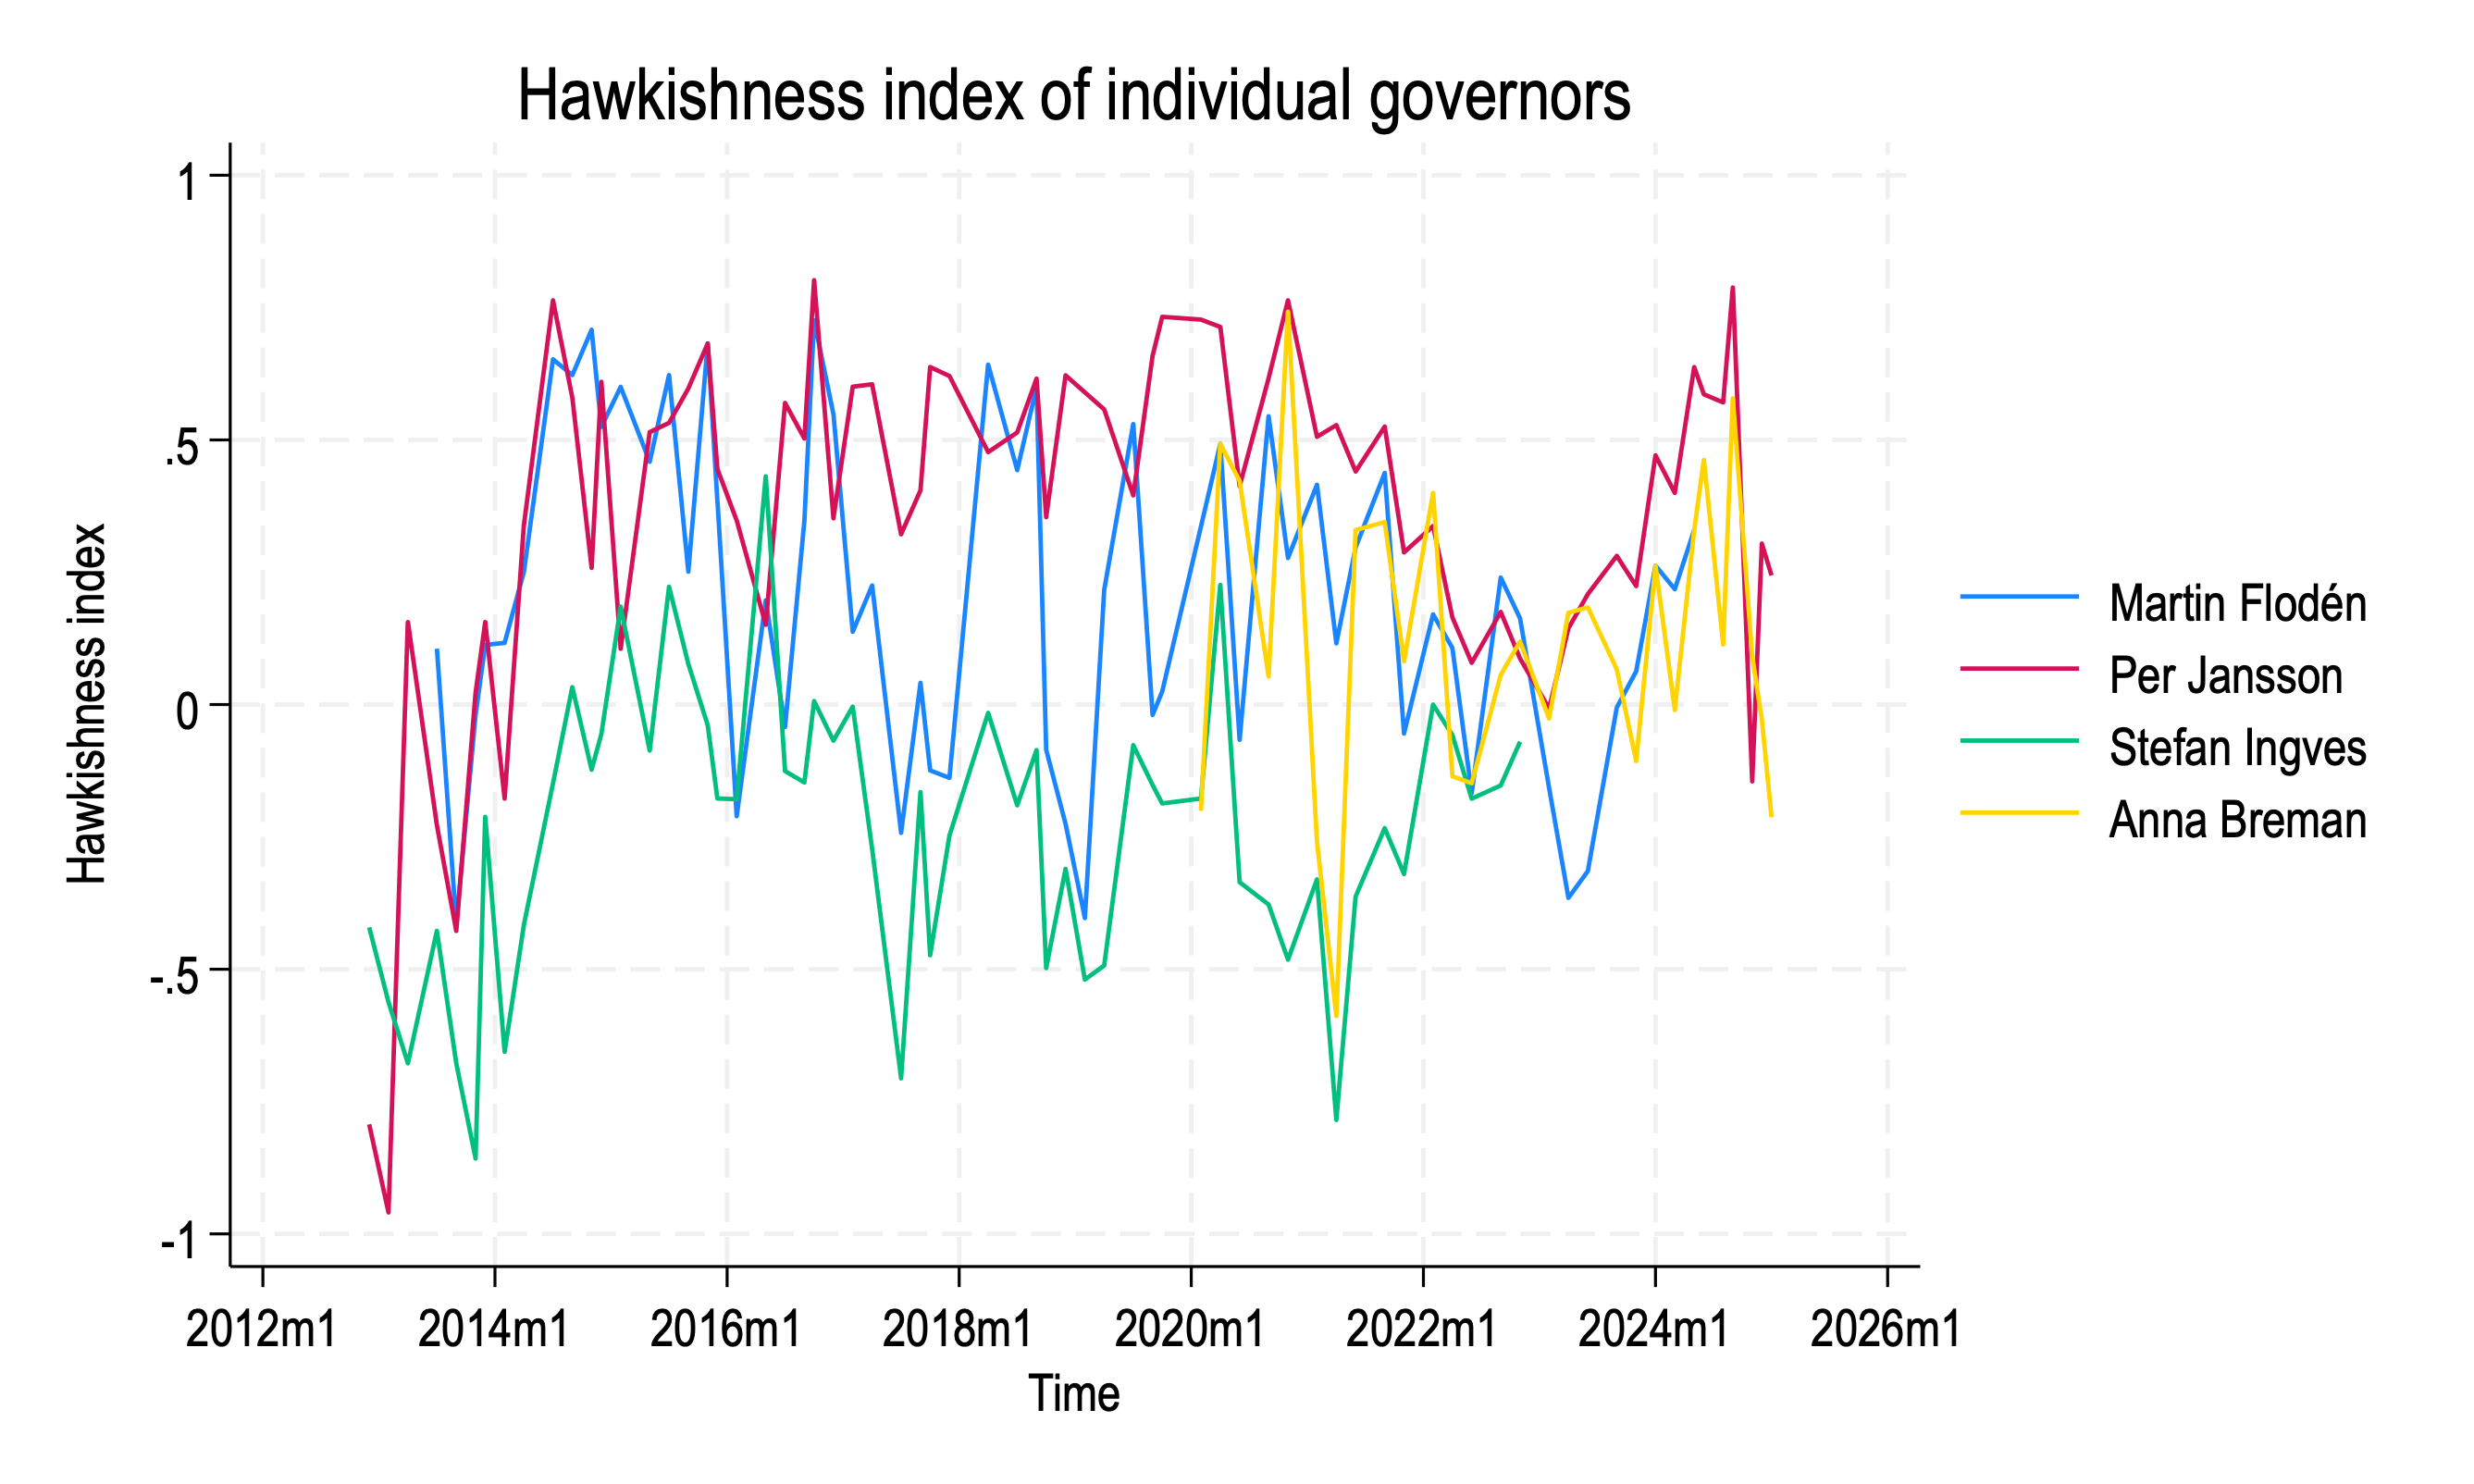 Hawkishness index of individual governors
Hawkishness index
1
.5
0
-.5
-1
2012m1 2014m1 2016m1 2018m1 2020m1 2022m1 2024m1 2026m1
Time
Martin Flodén
Per Jansson
Stefan Ingves
Anna Breman